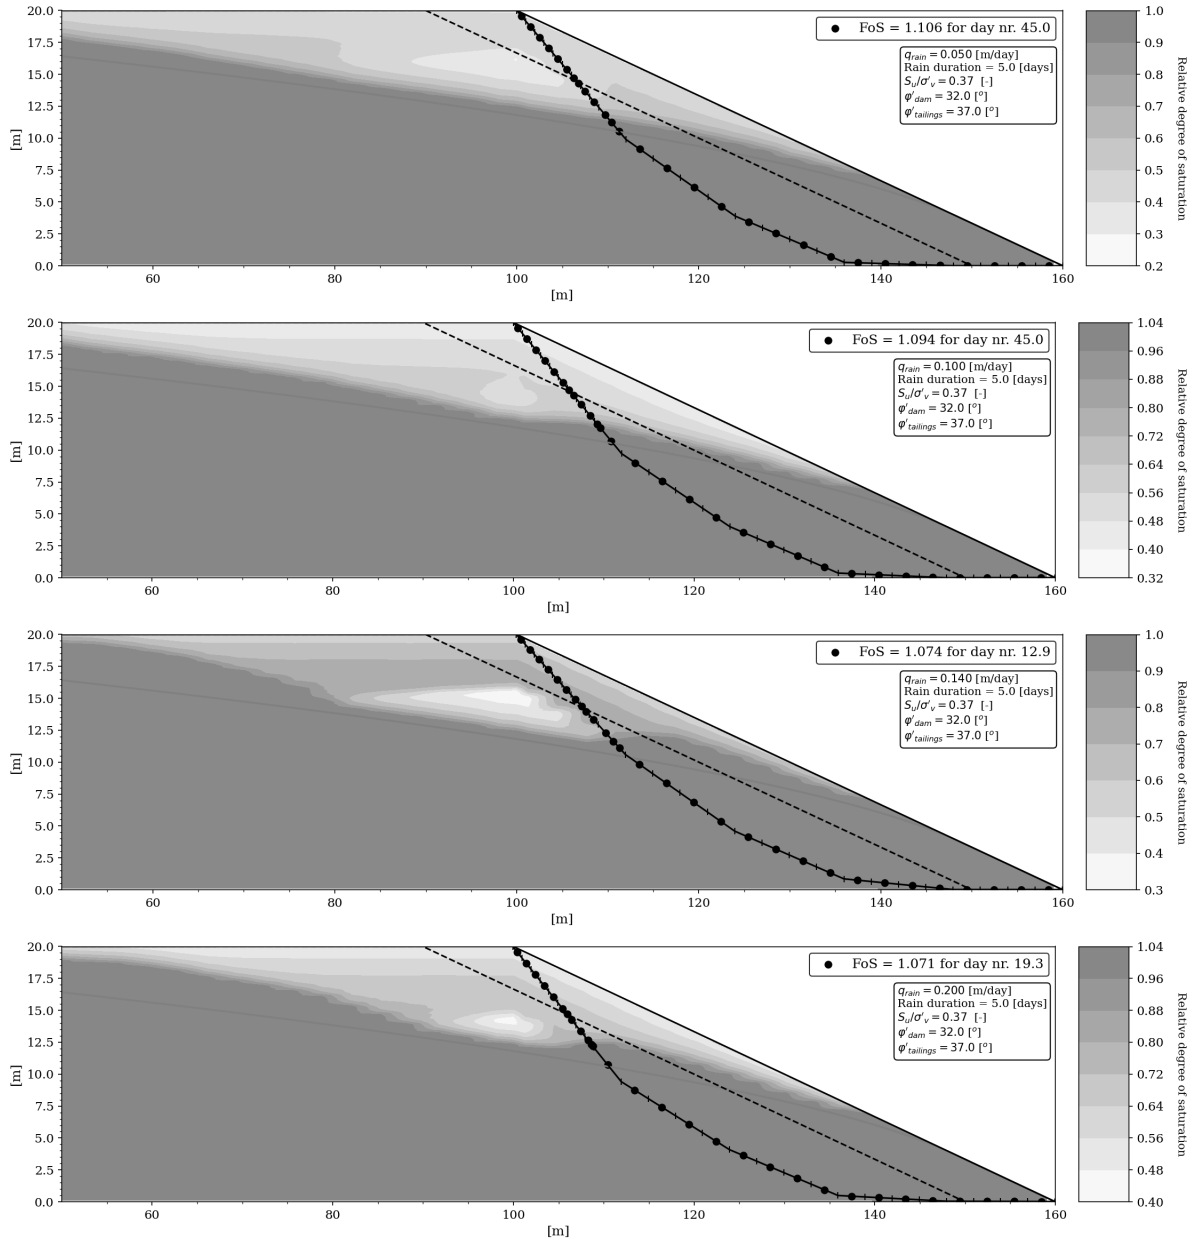 20.0
17.5
15.0
12.5
10.0
7.5
5.0
2.5
0.0
[m]
60
80
100
120
140
160
[m]
FoS = 1.106 for day nr. 45.0
q_rain = 0.050 [m/day]
Rain duration = 5.0 [days]
S_u/σ'_v = 0.37 [-]
φ'_dam = 32.0 [°]
φ'_tailings = 37.0 [°]
1.0
0.9
0.8
0.7
0.6
0.5
0.4
0.3
0.2
Relative degree of saturation
20.0
17.5
15.0
12.5
10.0
7.5
5.0
2.5
0.0
[m]
60
80
100
120
140
160
[m]
FoS = 1.094 for day nr. 45.0
q_rain = 0.100 [m/day]
Rain duration = 5.0 [days]
S_u/σ'_v = 0.37 [-]
φ'_dam = 32.0 [°]
φ'_tailings = 37.0 [°]
1.04
0.96
0.88
0.80
0.72
0.64
0.56
0.48
0.40
0.32
Relative degree of saturation
20.0
17.5
15.0
12.5
10.0
7.5
5.0
2.5
0.0
[m]
60
80
100
120
140
160
[m]
FoS = 1.074 for day nr. 12.9
q_rain = 0.140 [m/day]
Rain duration = 5.0 [days]
S_u/σ'_v = 0.37 [-]
φ'_dam = 32.0 [°]
φ'_tailings = 37.0 [°]
1.0
0.9
0.8
0.7
0.6
0.5
0.4
0.3
Relative degree of saturation
20.0
17.5
15.0
12.5
10.0
7.5
5.0
2.5
0.0
[m]
60
80
100
120
140
160
[m]
FoS = 1.071 for day nr. 19.3
q_rain = 0.200 [m/day]
Rain duration = 5.0 [days]
S_u/σ'_v = 0.37 [-]
φ'_dam = 32.0 [°]
φ'_tailings = 37.0 [°]
1.04
0.96
0.88
0.80
0.72
0.64
0.56
0.48
0.40
Relative degree of saturation